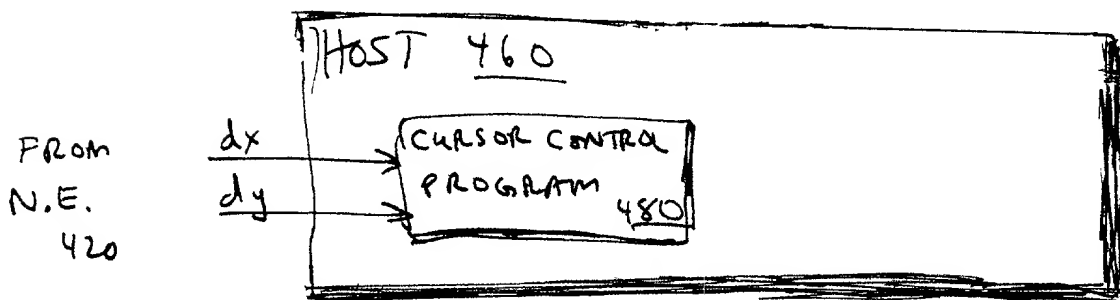 HOST 460
FROM
N.E.
420
dx
dy
CURSOR CONTROL
PROGRAM
480